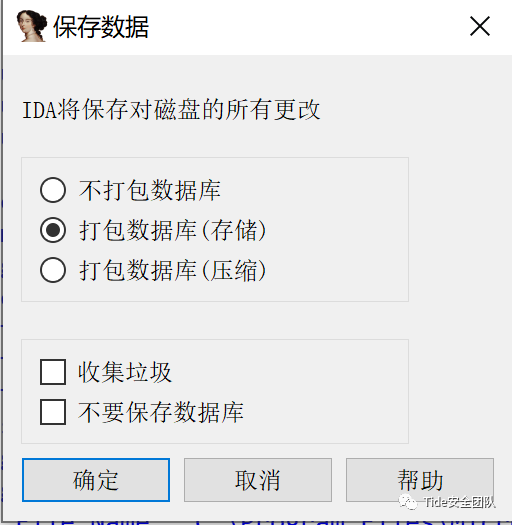 保存数据
IDA将保存对磁盘的所有更改
不打包数据库
打包数据库(存储)
打包数据库(压缩)
收集垃圾
不要保存数据库
确定 取消 帮助
Tide安全团队